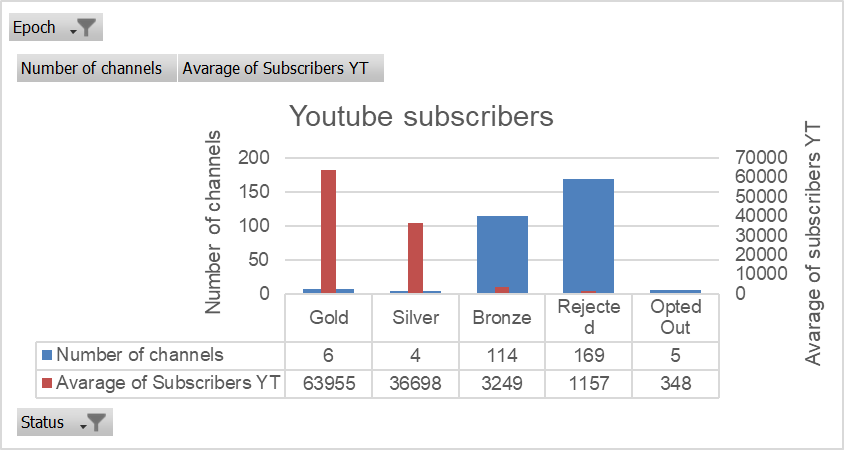 Epoch
Number of channels Avarage of Subscribers YT
Youtube subscribers
Number of channels
200
150
100
50
0
70000
60000
50000
40000
30000
20000
10000
0
Avarage of subscribers YT
Gold Silver Bronze Rejecte Opted
d Out
Number of channels 6 4 114 169 5
Avarage of Subscribers YT 63955 36698 3249 1157 348
Status